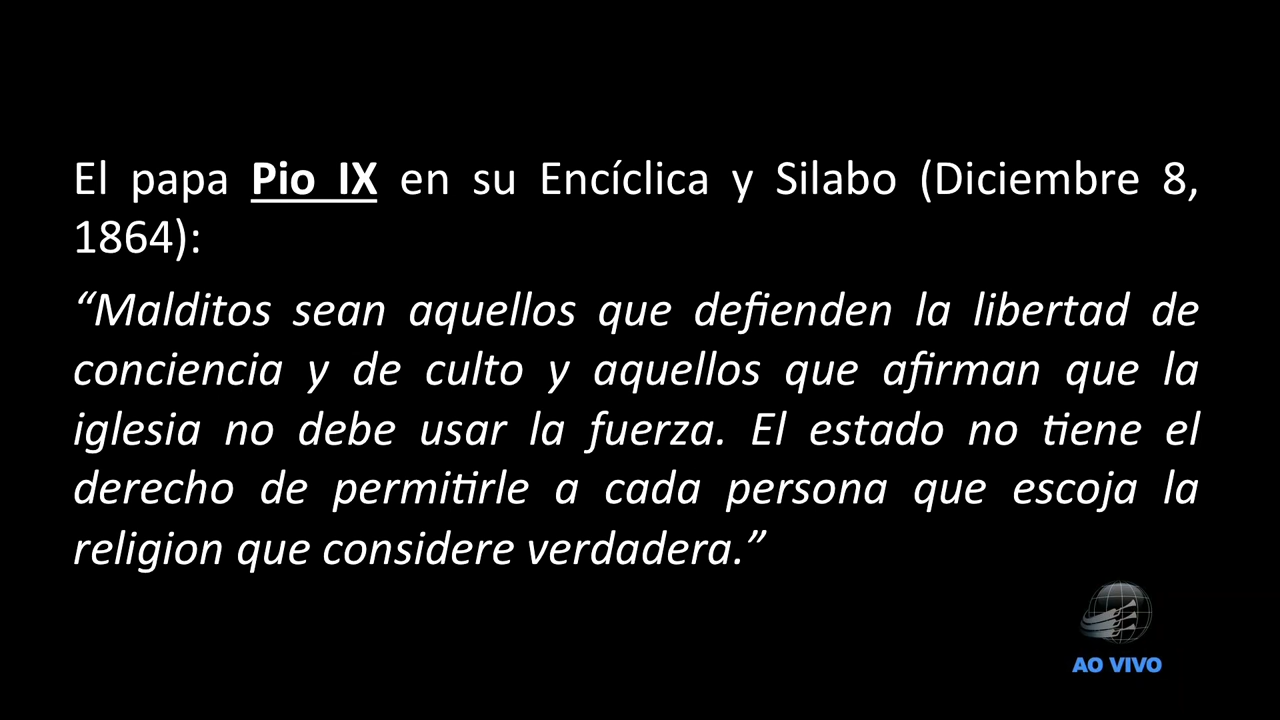 El papa Pio IX en su Encíclica y Silabo (Diciembre 8,
1864):
“Malditos sean aquellos que defienden la libertad de
conciencia y de culto y aquellos que afirman que la
iglesia no debe usar la fuerza. El estado no tiene el
derecho de permitirle a cada persona que escoja la
religion que considere verdadera.”
AO VIVO